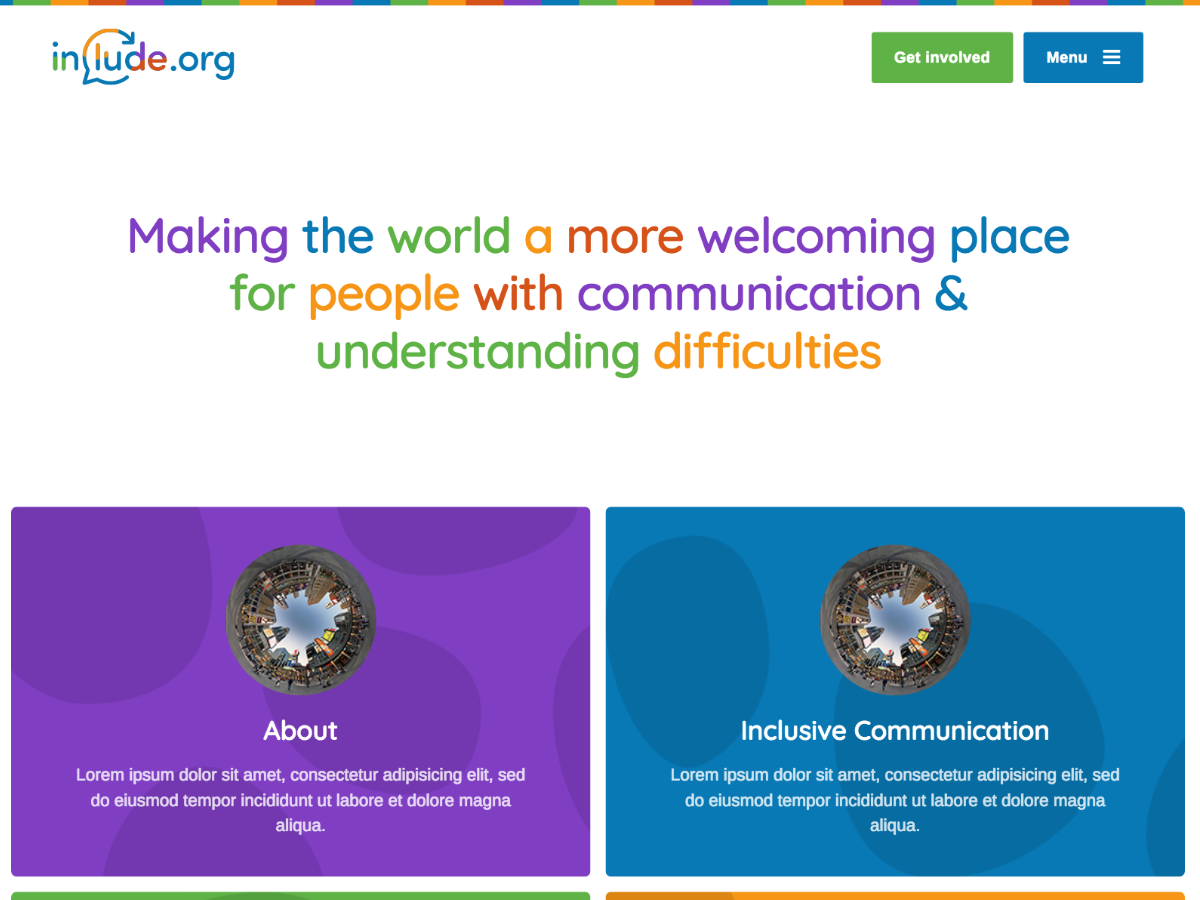 include.org
Get involved
Menu
Making the world a more welcoming place
for people with communication &
understanding difficulties
About
Lorem ipsum dolor sit amet, consectetur adipisicing elit, sed
do eiusmod tempor incididunt ut labore et dolore magna
aliqua.
Inclusive Communication
Lorem ipsum dolor sit amet, consectetur adipisicing elit, sed
do eiusmod tempor incididunt ut labore et dolore magna
aliqua.